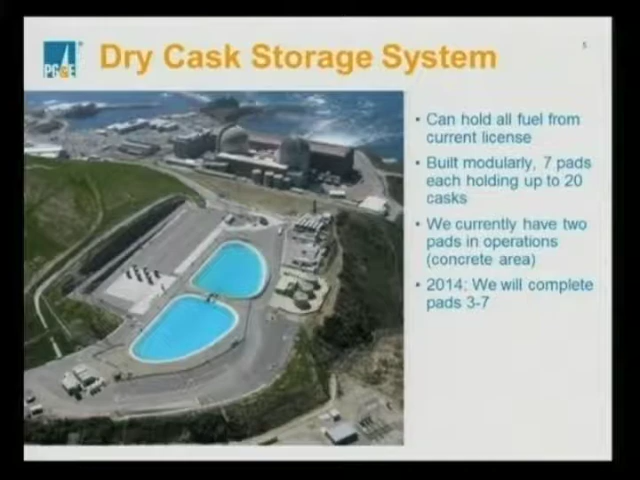 PG&E
Dry Cask Storage System
5
• Can hold all fuel from
current license
• Built modularly, 7 pads
each holding up to 20
casks
• We currently have two
pads in operations
(concrete area)
• 2014: We will complete
pads 3-7